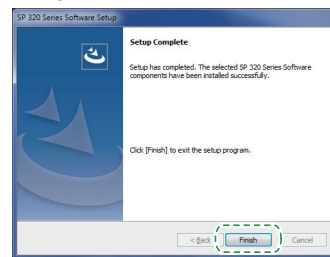 SP 320 Series Software Setup
Setup Complete
Setup has completed. The selected SP 320 Series Software
components have been installed successfully.
Click [Finish] to exit the setup program.
< Back
Finish
Cancel